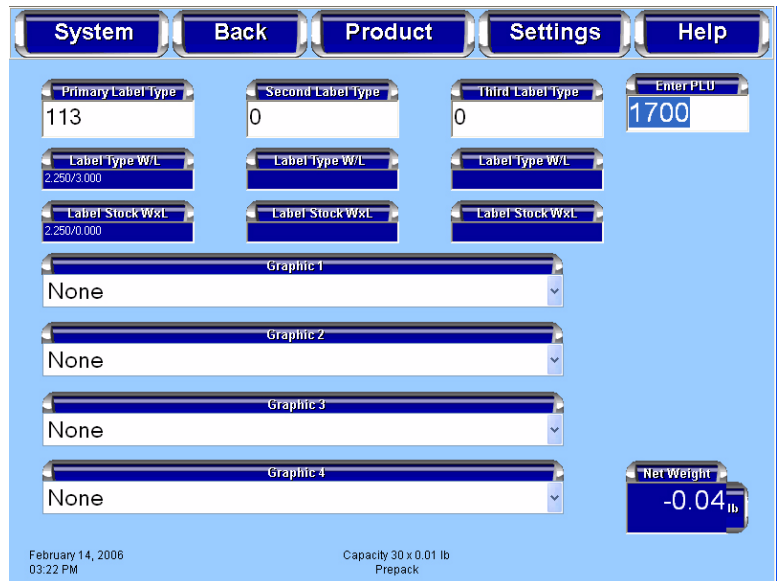 System Back Product Settings Help
Primary Label Type Second Label Type Third Label Type Enter PLU
113 0 0 1700
Label Type W/L Label Type W/L Label Type W/L
2.250/3.000
Label Stock WxL Label Stock WxL Label Stock WxL
2.250/0.000
Graphic 1
None
Graphic 2
None
Graphic 3
None
Graphic 4
None
Net Weight
-0.04 lb
February 14, 2006 Capacity 30 x 0.01 lb
03:22 PM Prepack